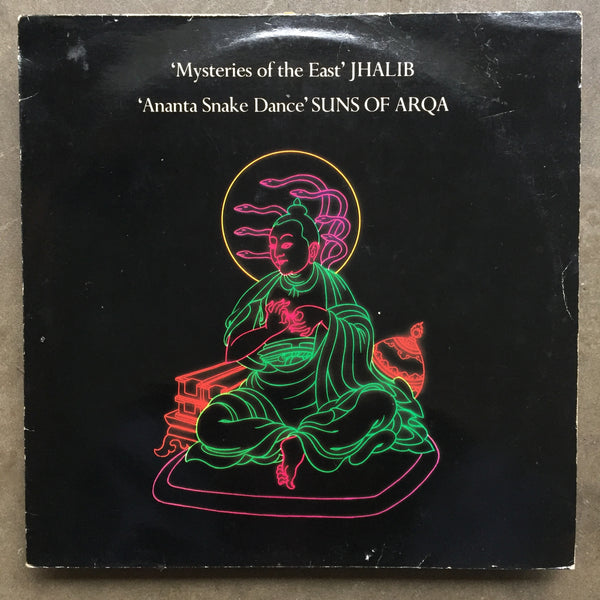 ‘Mysteries of the East’ JHALIB
‘Ananta Snake Dance’ SUNS OF ARQA